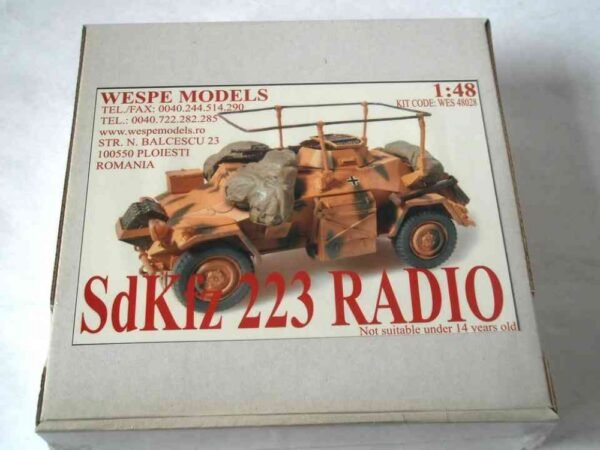 WESPE MODELS
TEL./FAX: 0040.244.514.290
TEL.: 0040.722.282.285
www.wespemodels.ro
STR. N. BALCESCU 23
100550 PLOIESTI
ROMANIA
1:48
KIT CODE: WES 48028
SdKfz 223 RADIO
Not suitable under 14 years old